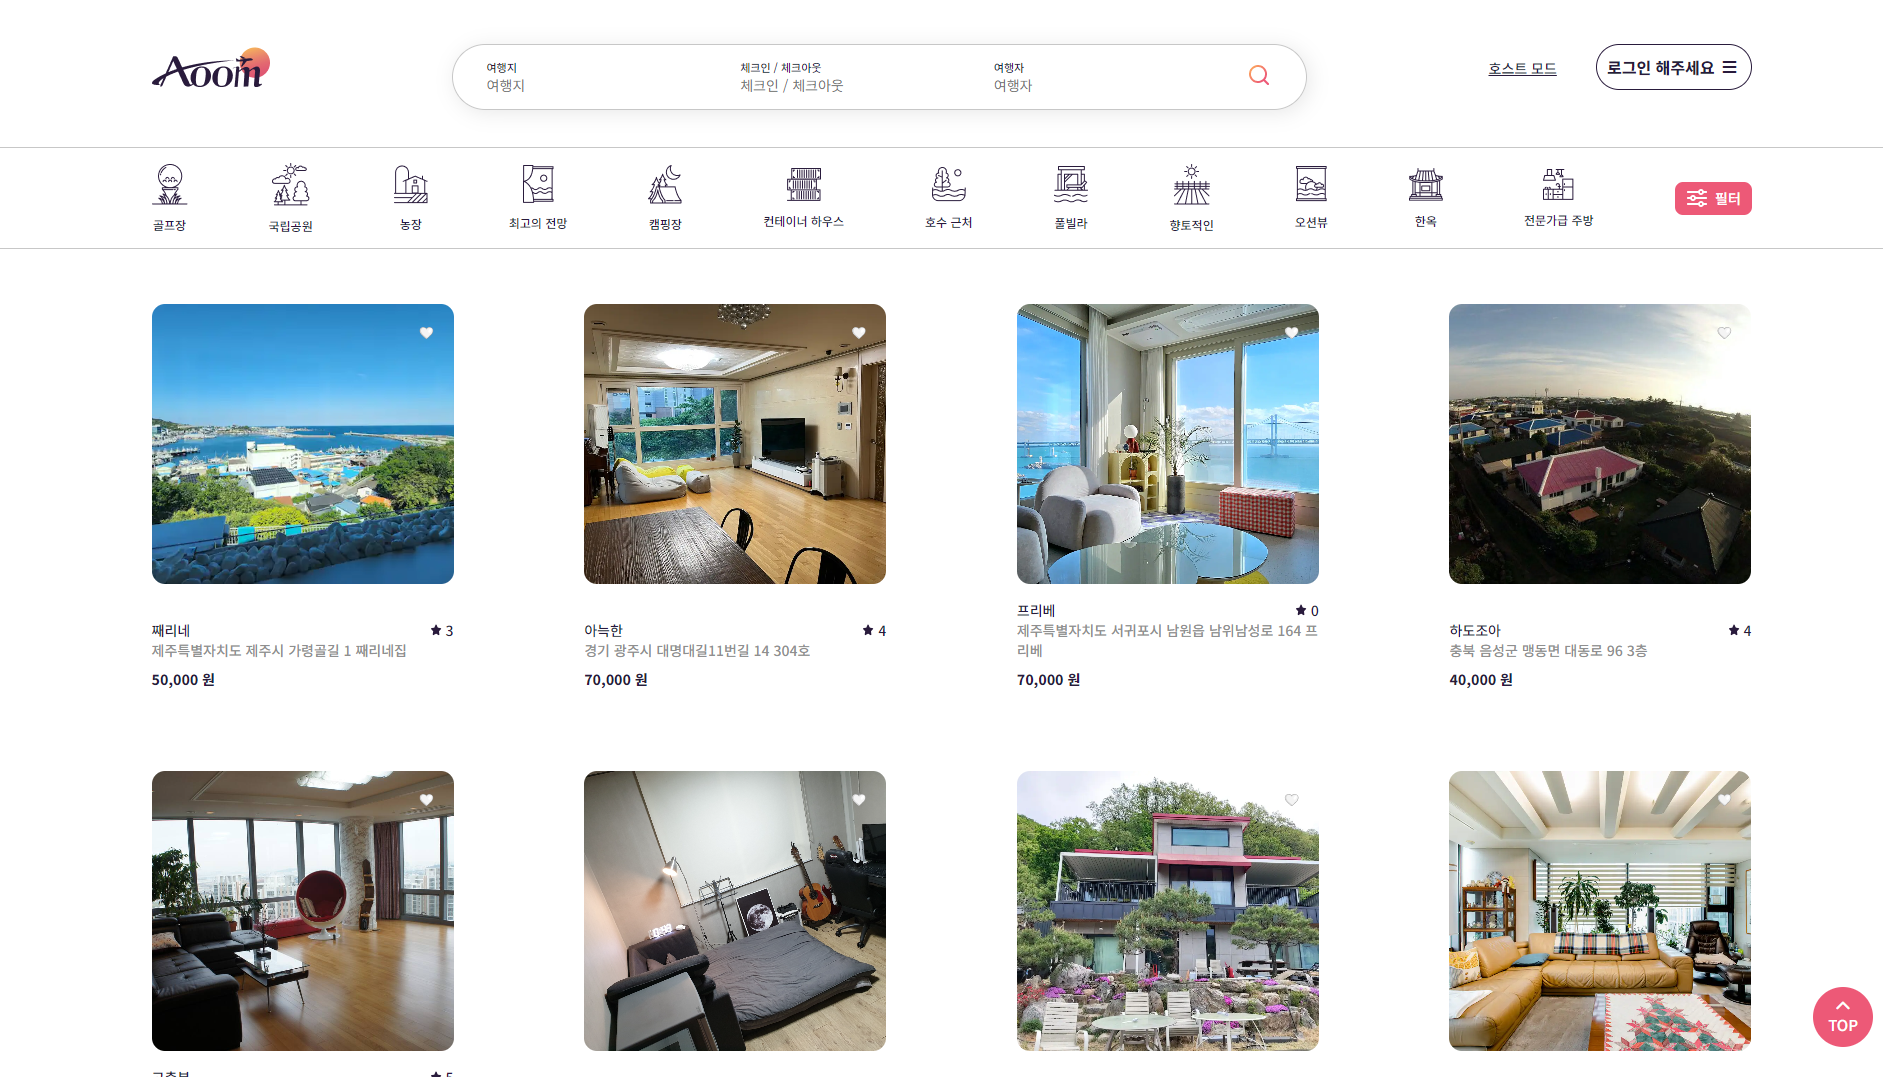 Aoom
여행지
여행지
체크인 / 체크아웃
체크인 / 체크아웃
여행자
여행자
호스트 모드
로그인 해주세요
골프장
국립공원
농장
최고의 전망
캠핑장
컨테이너 하우스
호수 근처
풀빌라
향토적인
오션뷰
한옥
전문가급 주방
필터
째리네
3
제주특별자치도 제주시 가령골길 1 째리네집
50,000 원
아늑한
4
경기 광주시 대명대길11번길 14 304호
70,000 원
프리베
0
제주특별자치도 서귀포시 남원읍 남위남성로 164 프
리베
70,000 원
하도조아
4
충북 음성군 맹동면 대동로 96 3층
40,000 원
TOP